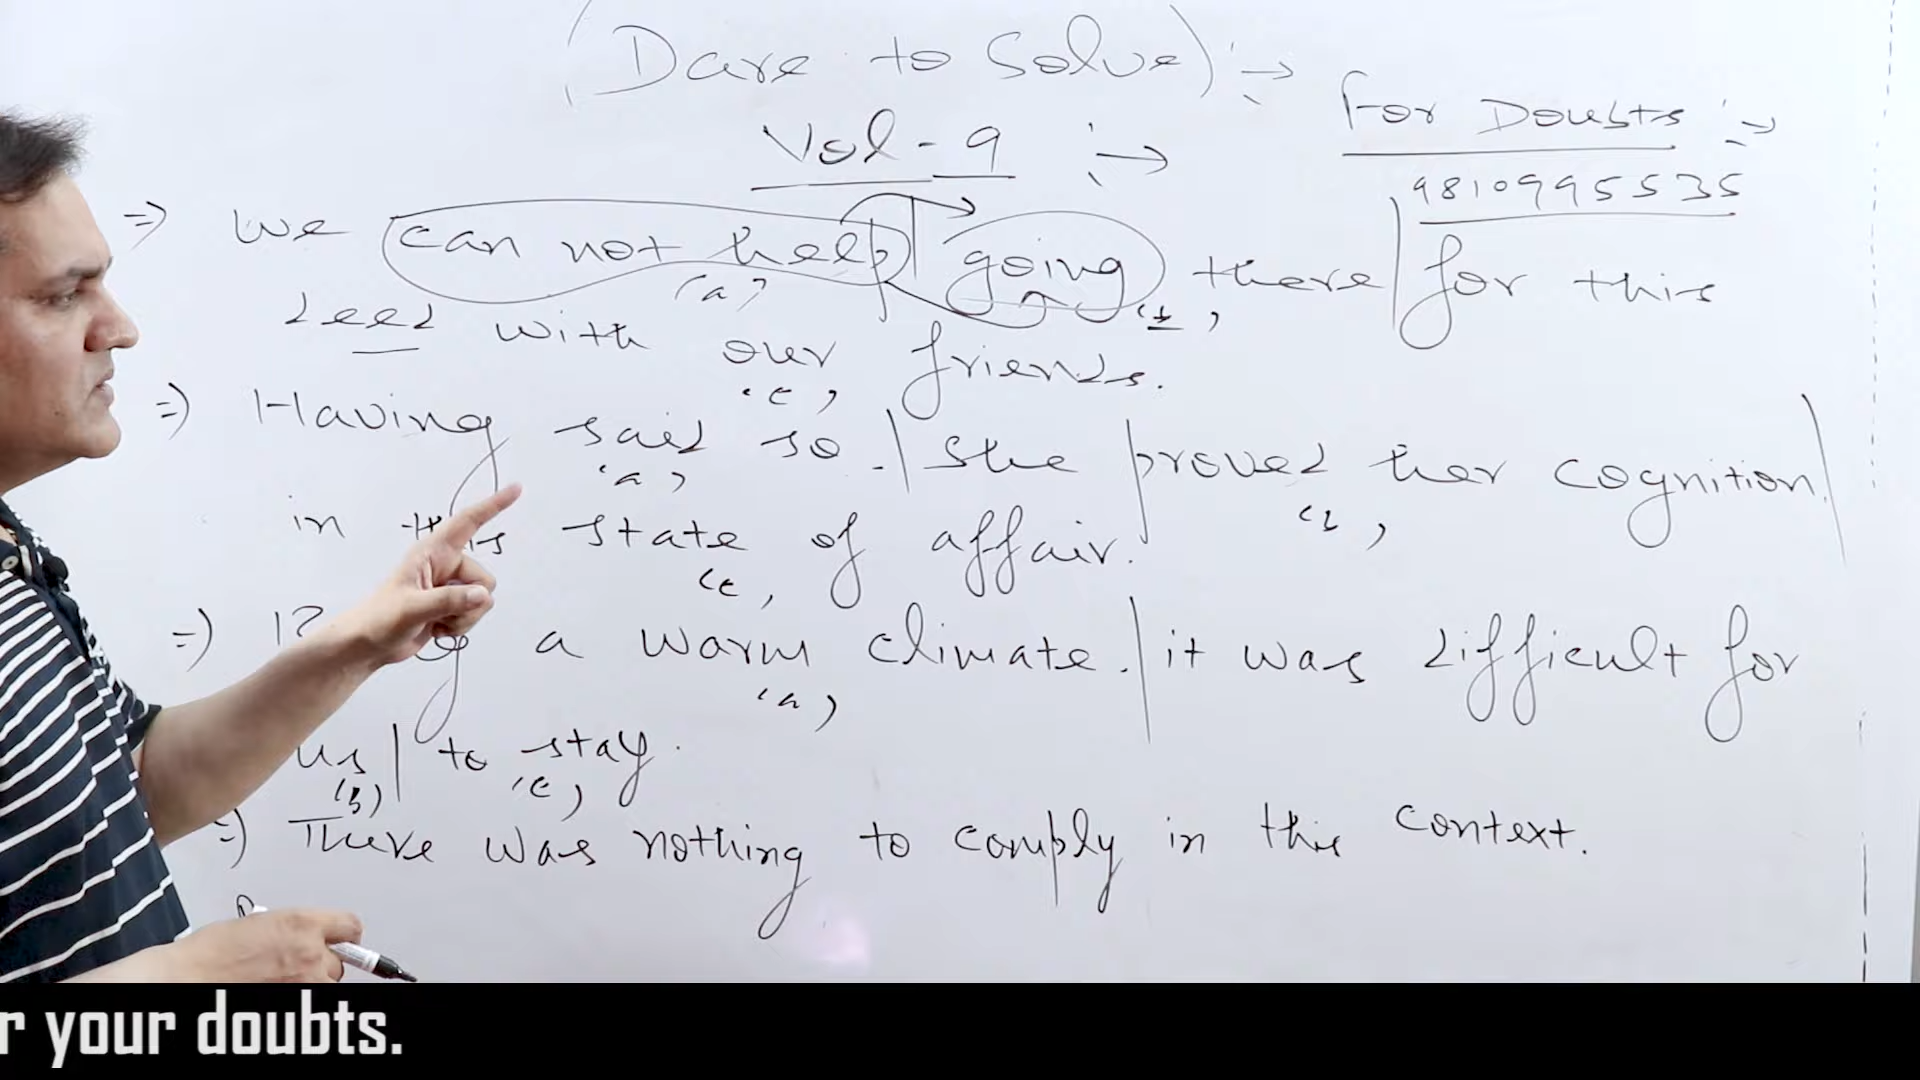 (Dare to Solve) :→
Vol-9 :→
For Doubts :→
9810995535
⇒ We can not help | going there | for this
(a) (b)
deed with our friends.
(c)
⇒ Having said so. | She proved her cognition |
(a) (b)
in this state of affair.
(c)
⇒ a warm climate. | it was difficult for
(a)
us | to stay.
(b) (c)
⇒ There was nothing to comply in this context.
r your doubts.